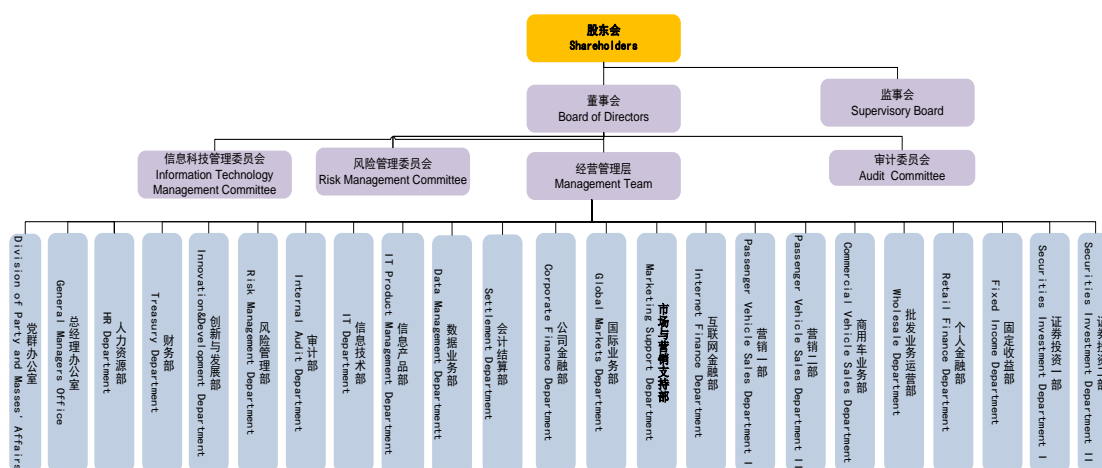 股东会
Shareholders
董事会
Board of Directors
监事会
Supervisory Board
信息科技管理委员会
Information Technology
Management Committee
风险管理委员会
Risk Management Committee
经营管理层
Management Team
审计委员会
Audit Committee
党群办公室
Division of Party and Masses' Affairs
总经理办公室
General Managers Office
人力资源部
HR Department
财务部
Treasury Department
创新与发展部
Innovation&Development Department
风险管理部
Risk Management Department
审计部
Internal Audit Department
信息技术部
IT Department
信息产品部
IT Product Management Department
数据业务部
Data Management Departmentt
会计结算部
Settlement Department
公司金融部
Corporate Finance Department
国际业务部
Global Markets Department
市场与营销支持部
Marketing Support Department
互联网金融部
Internet Finance Department
营销I部
Passenger Vehicle Sales Department I
营销II部
Passenger Vehicle Sales Department II
商用车业务部
Commercial Vehicle Sales Department
批发业务运营部
Wholesale Department
个人金融部
Retail Finance Department
固定收益部
Fixed Income Department
证券投资I部
Securities Investment Department I
Securities Investment Department II